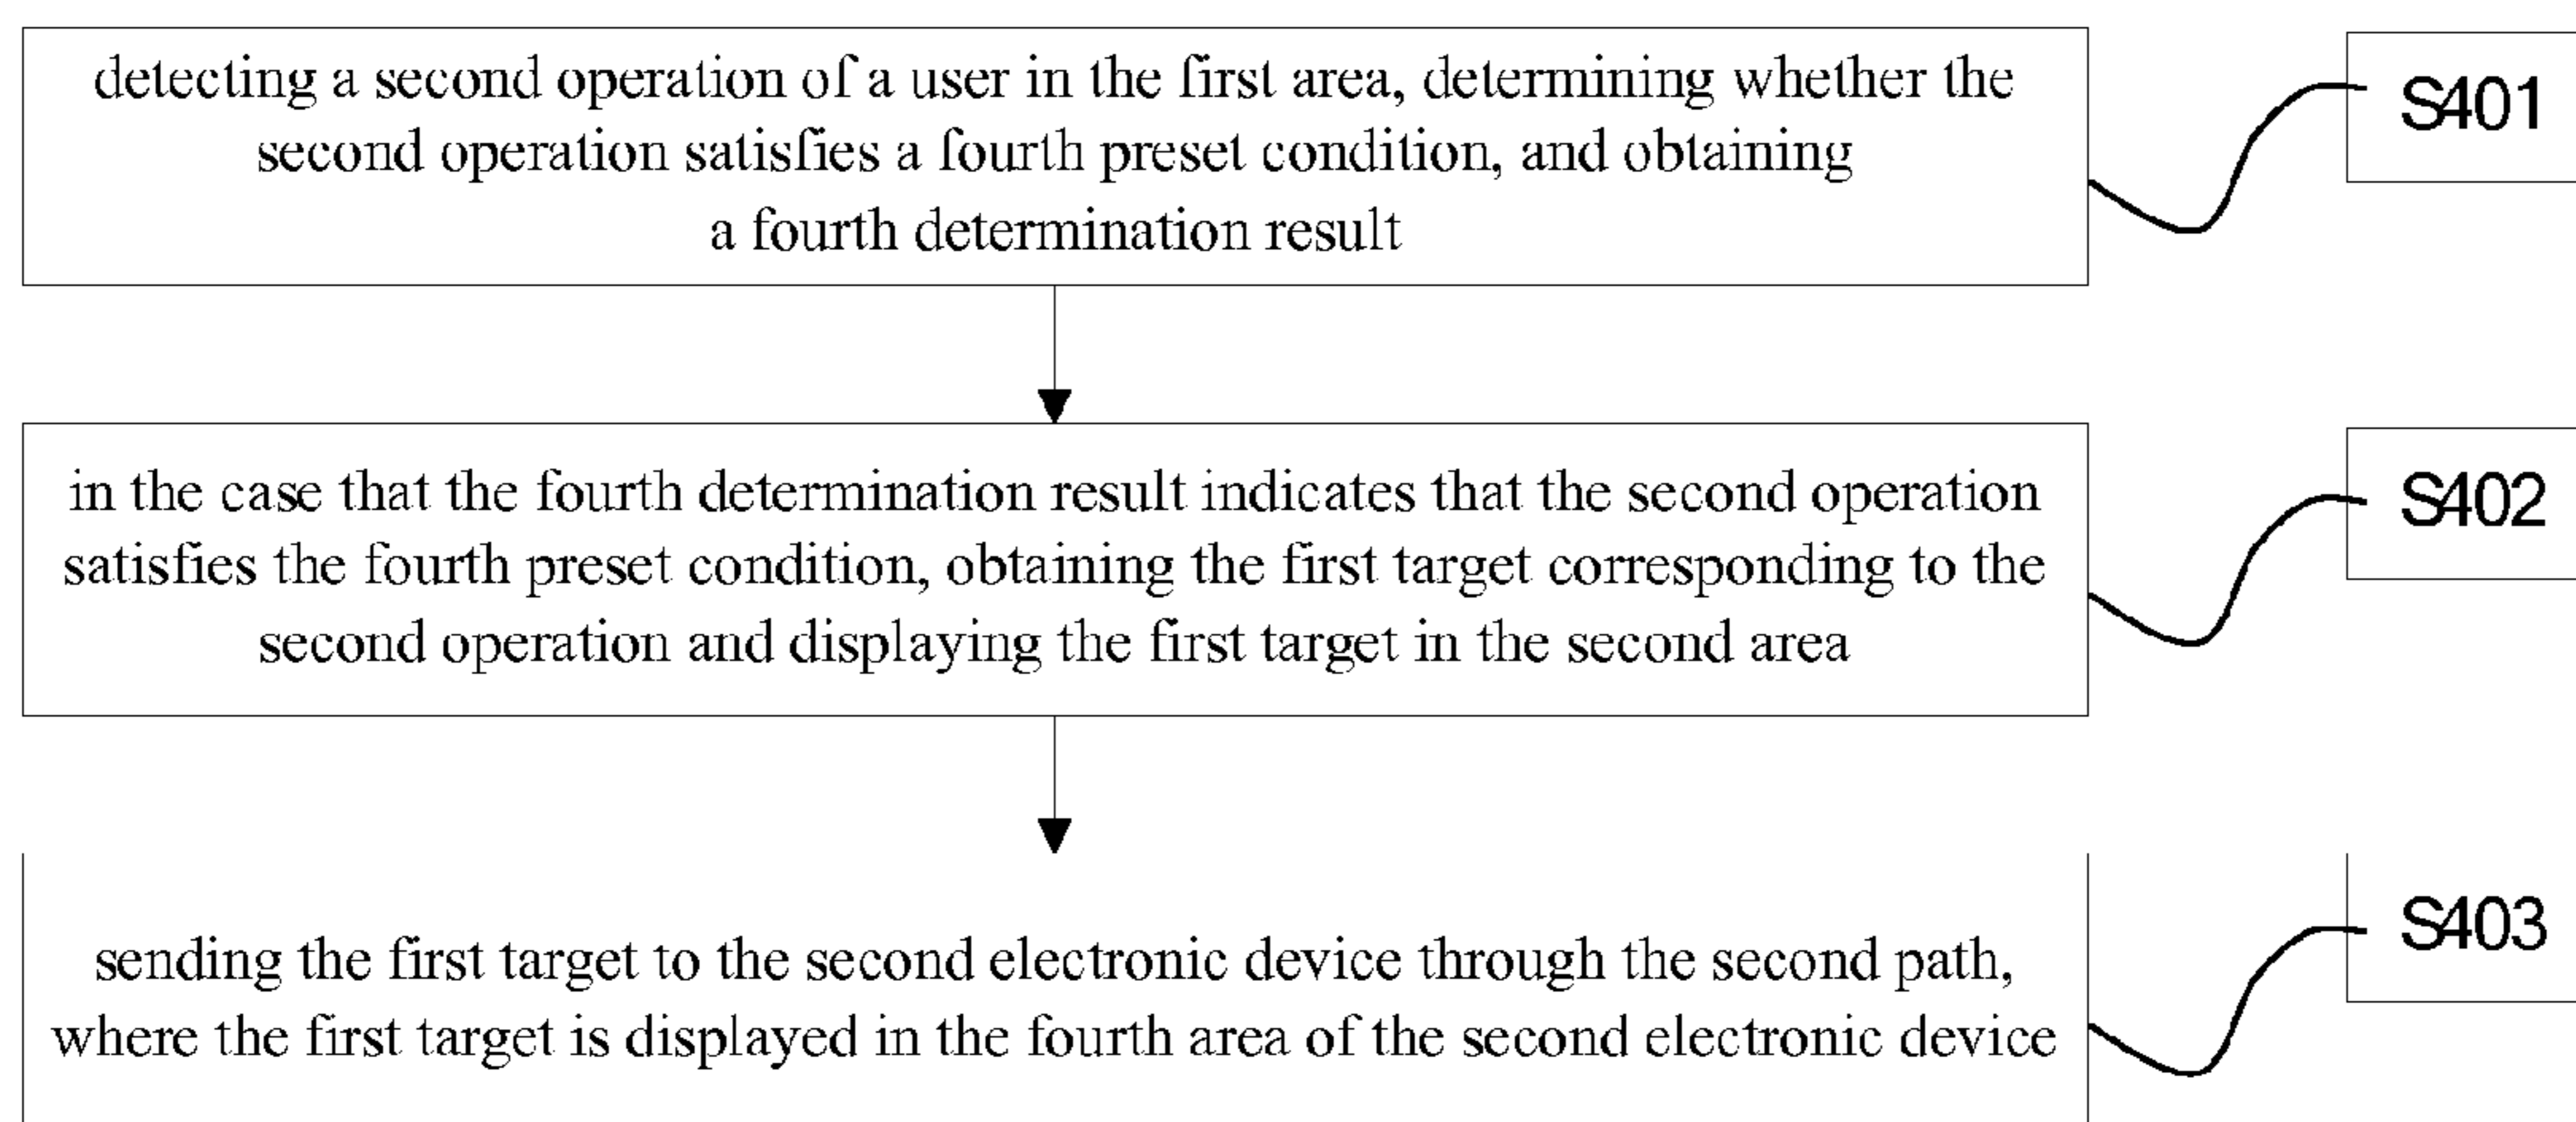 detecting a second operation of a user in the first area, determining whether the
second operation satisfies a fourth preset condition, and obtaining
a fourth determination result
S401
in the case that the fourth determination result indicates that the second operation
satisfies the fourth preset condition, obtaining the first target corresponding to the
second operation and displaying the first target in the second area
S402
sending the first target to the second electronic device through the second path,
where the first target is displayed in the fourth area of the second electronic device
S403